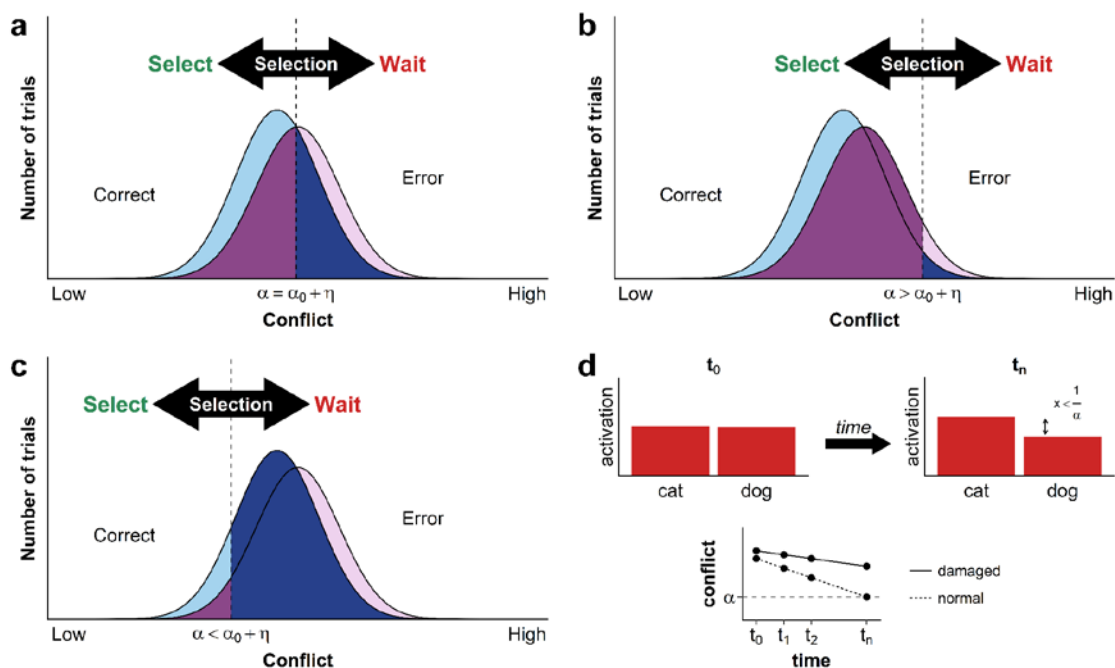 a
Select
Selection
Wait
Number of trials
Correct
Error
Low
α = α₀ + η
High
Conflict
b
Select
Selection
Wait
Number of trials
Correct
Error
Low
α > α₀ + η
High
Conflict
c
Select
Selection
Wait
Number of trials
Correct
Error
Low
α < α₀ + η
High
Conflict
d
t₀
activation
cat dog
time
tₙ
activation
x < 1/α
cat dog
conflict
α
t₀ t₁ t₂ tₙ
time
damaged
normal